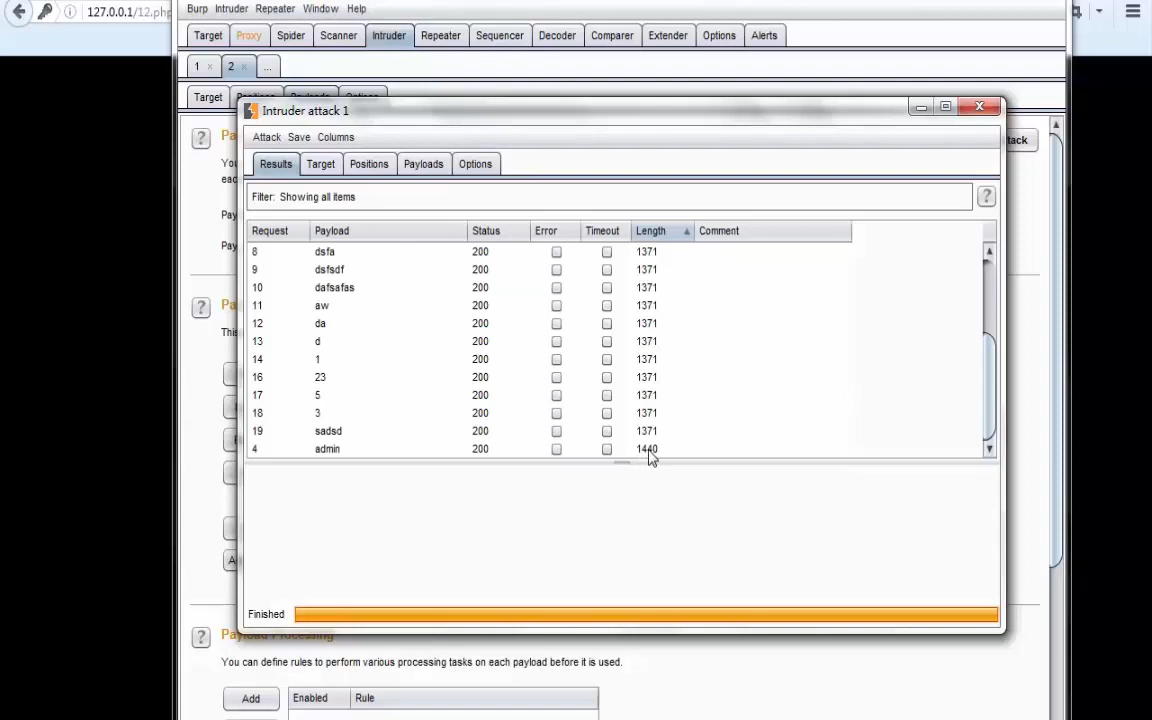 Burp Intruder Repeater Window Help
127.0.0.1/12.php
Target Proxy Spider Scanner Intruder Repeater Sequencer Decoder Comparer Extender Options Alerts
1 × 2 × ...
Target Positions Payloads Options
Intruder attack 1
Attack Save Columns
Results Target Positions Payloads Options
Filter: Showing all items
Request Payload Status Error Timeout Length Comment
8 dsfa 200 1371
9 dsfsdf 200 1371
10 dafsafas 200 1371
11 aw 200 1371
12 da 200 1371
13 d 200 1371
14 1 200 1371
16 23 200 1371
17 5 200 1371
18 3 200 1371
19 sadsd 200 1371
4 admin 200 1440
Finished
Payload Processing
You can define rules to perform various processing tasks on each payload before it is used.
Add Enabled Rule